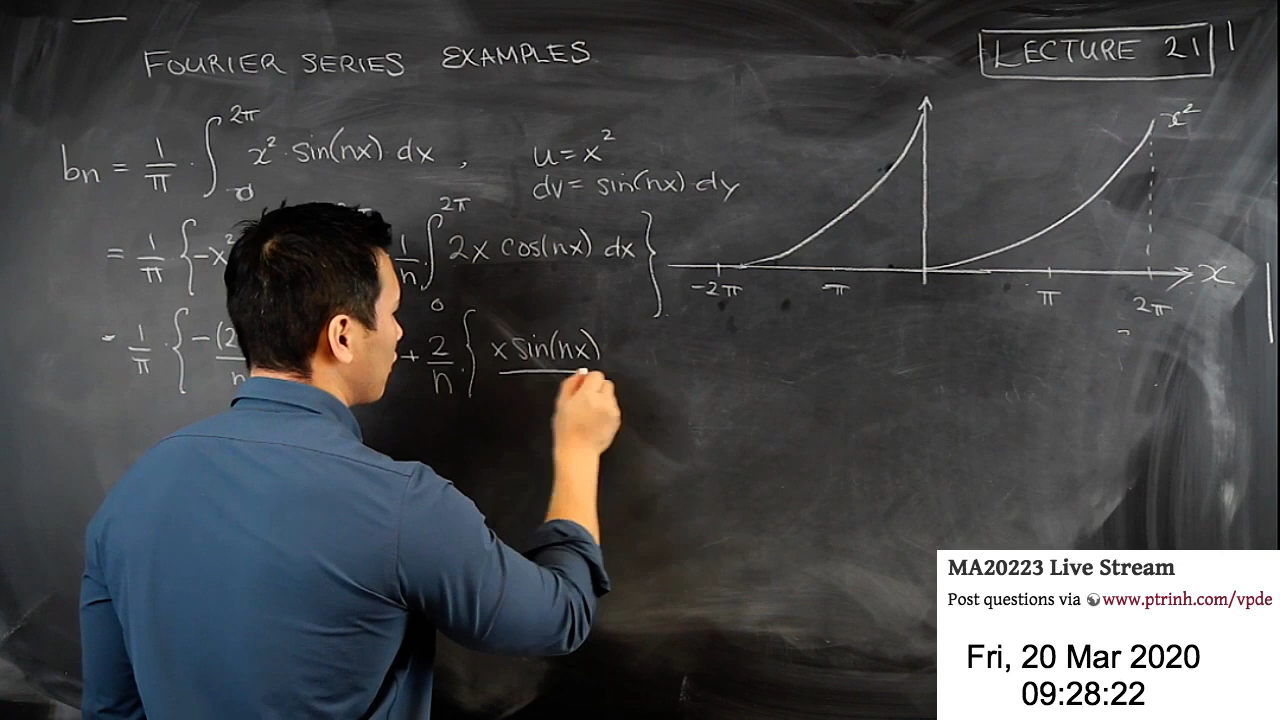 FOURIER SERIES EXAMPLES
LECTURE 21
bn = 1/π · ∫ 0 2π x² · sin(nx) dx , u = x²
dv = sin(nx) dy
= 1/π · { -x² 1/n · ∫ 0 2π 2x cos(nx) dx }
= 1/π · { -(2 n + 2/n · { x sin(nx)
x²
-2π -π π 2π x
MA20223 Live Stream
Post questions via www.ptrinh.com/vpde
Fri, 20 Mar 2020
09:28:22